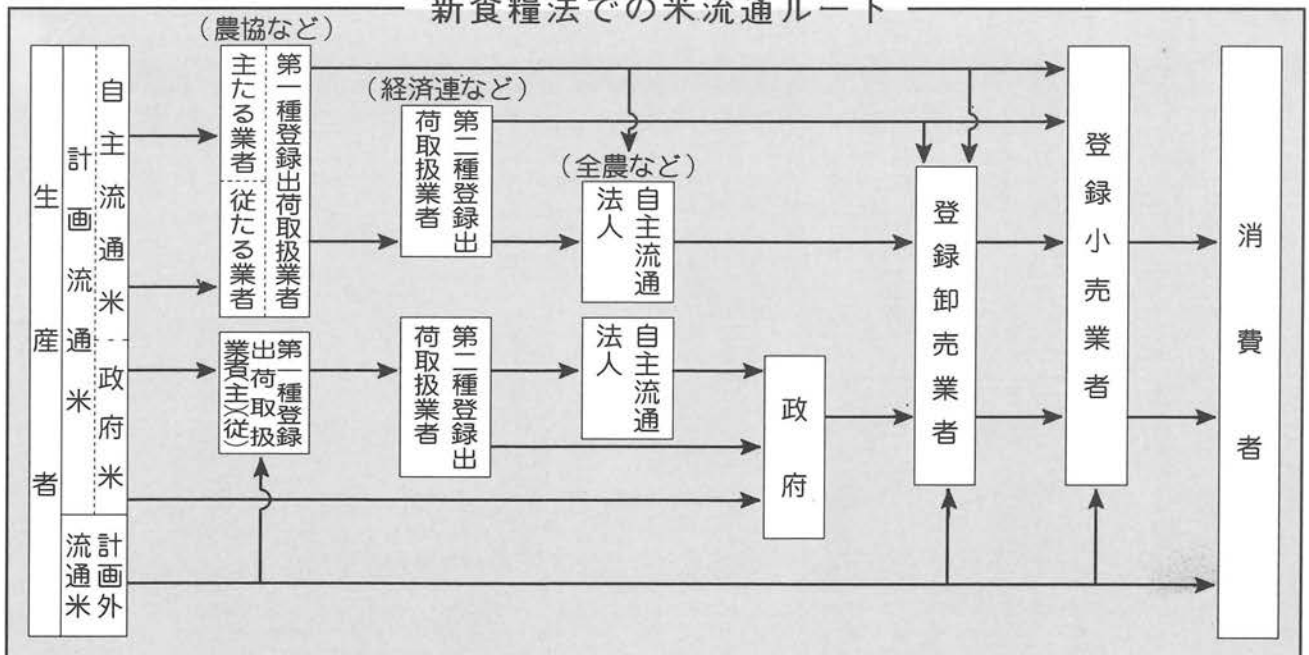 新食糧法での米流通ルート
生産者
計画流通米
自主流通米
政府米
計画外
流通米
(農協など)
第一種登録出荷取扱業者
主たる業者
従たる業者
第一種登録
出荷取扱
業者(主)(従)
(経済連など)
第二種登録出
荷取扱業者
第二種登録出
荷取扱業者
(全農など)
自主流通
法人
自主流通
法人
政府
登録卸売業者
登録小売業者
消費者